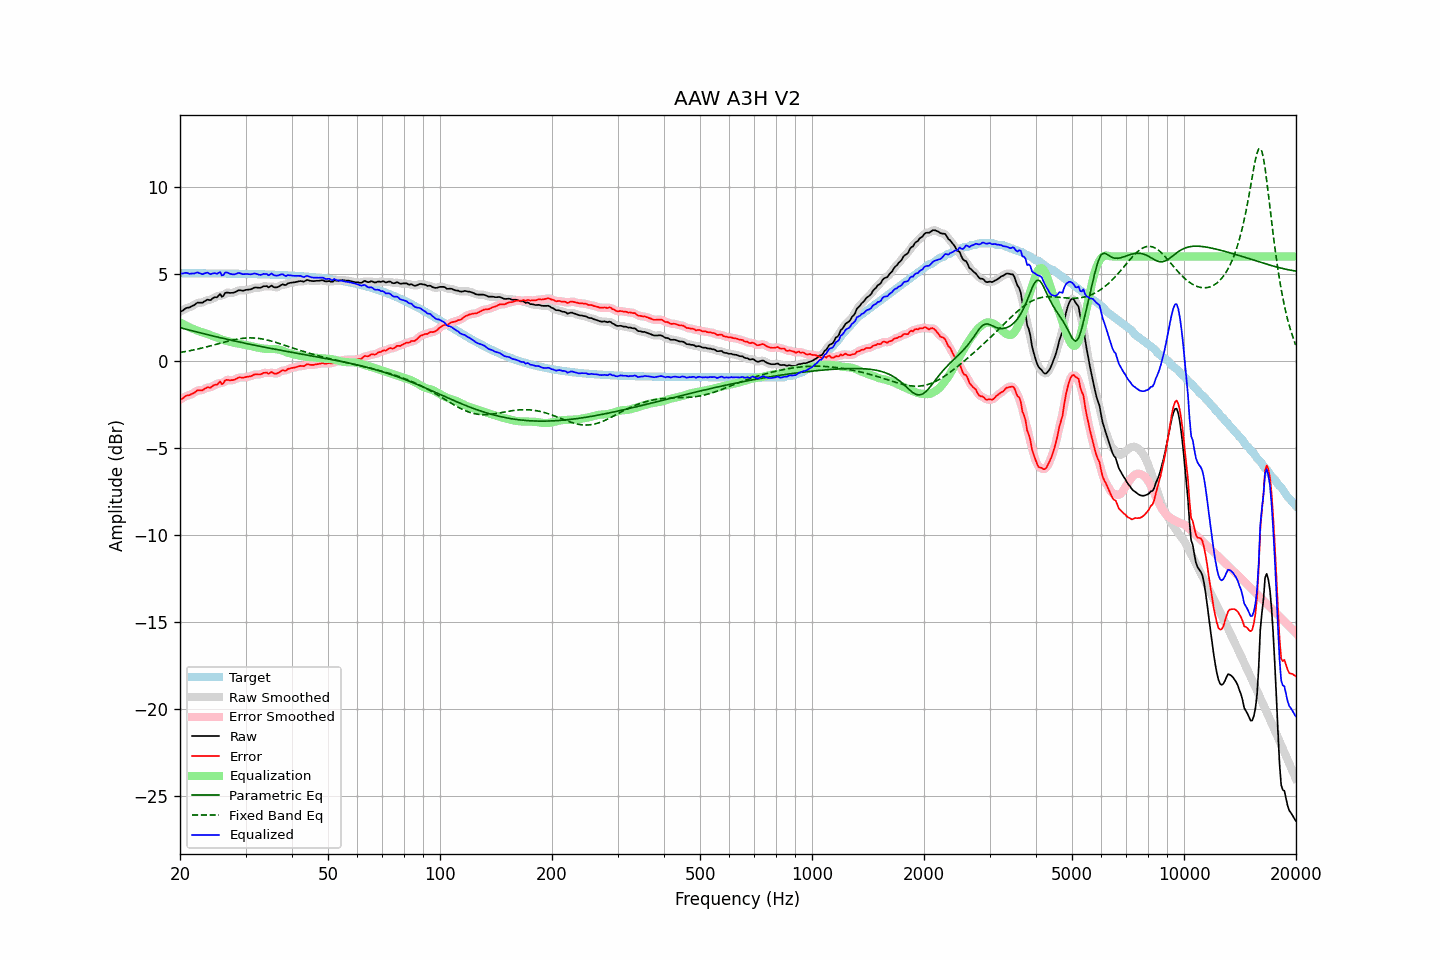 AAW A3H V2
Amplitude (dBr)
10
5
0
−5
−10
−15
−20
−25
Target
Raw Smoothed
Error Smoothed
Raw
Error
Equalization
Parametric Eq
Fixed Band Eq
Equalized
20 50 100 200 500 1000 2000 5000 10000 20000
Frequency (Hz)